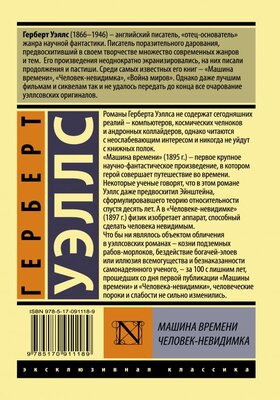 Герберт Уэллс (1866–1946) – английский писатель, «отец-основатель»
жанра научной фантастики. Писатель поразительного дарования,
предвосхитивший в своем творчестве множество современных жанров
и тем. Его произведения неоднократно экранизировались, на них писали
продолжения и пастиши. Среди самых известных его книг — «Машина
времени», «Человек-невидимка», «Война миров». Однако даже лучшим
фильмам и сиквелам так и не удалось передать до конца все очарование
уэллсовских оригиналов.
ГЕРБЕРТ
УЭЛЛС
Романы Герберта Уэллса не содержат сегодняшних
реалий – компьютеров, космических челноков
и андронных коллайдеров, однако читаются
с неослабевающим интересом и никогда не уйдут
с книжных полок.
«Машина времени» (1895 г.) – первое крупное
научно-фантастическое произведение, в котором
герой совершает путешествие во времени.
Некоторые ученые говорят, что в этом романе
Уэллс даже предвосхитил Эйнштейна,
сформулировавшего теорию относительности
спустя десять лет. А в «Человеке-невидимке»
(1897 г.) физик изобретает аппарат, способный
сделать человека невидимым.
Что бы ни являлось объектом обличения
в уэллсовских романах – козни подземных
рабов-морлоков, бездействие богачей-элоев
или иллюзия всемогущества и безнаказанности
самонадеянного ученого, – за 100 с лишним лет,
прошедших со дня первой публикации «Машины
времени» и «Человека-невидимки», человеческие
пороки и слабости не сильно изменились.
ISBN 978-5-17-091118-9
9 785170 911189
N
МАШИНА ВРЕМЕНИ
ЧЕЛОВЕК-НЕВИДИМКА
эксклюзивная классика